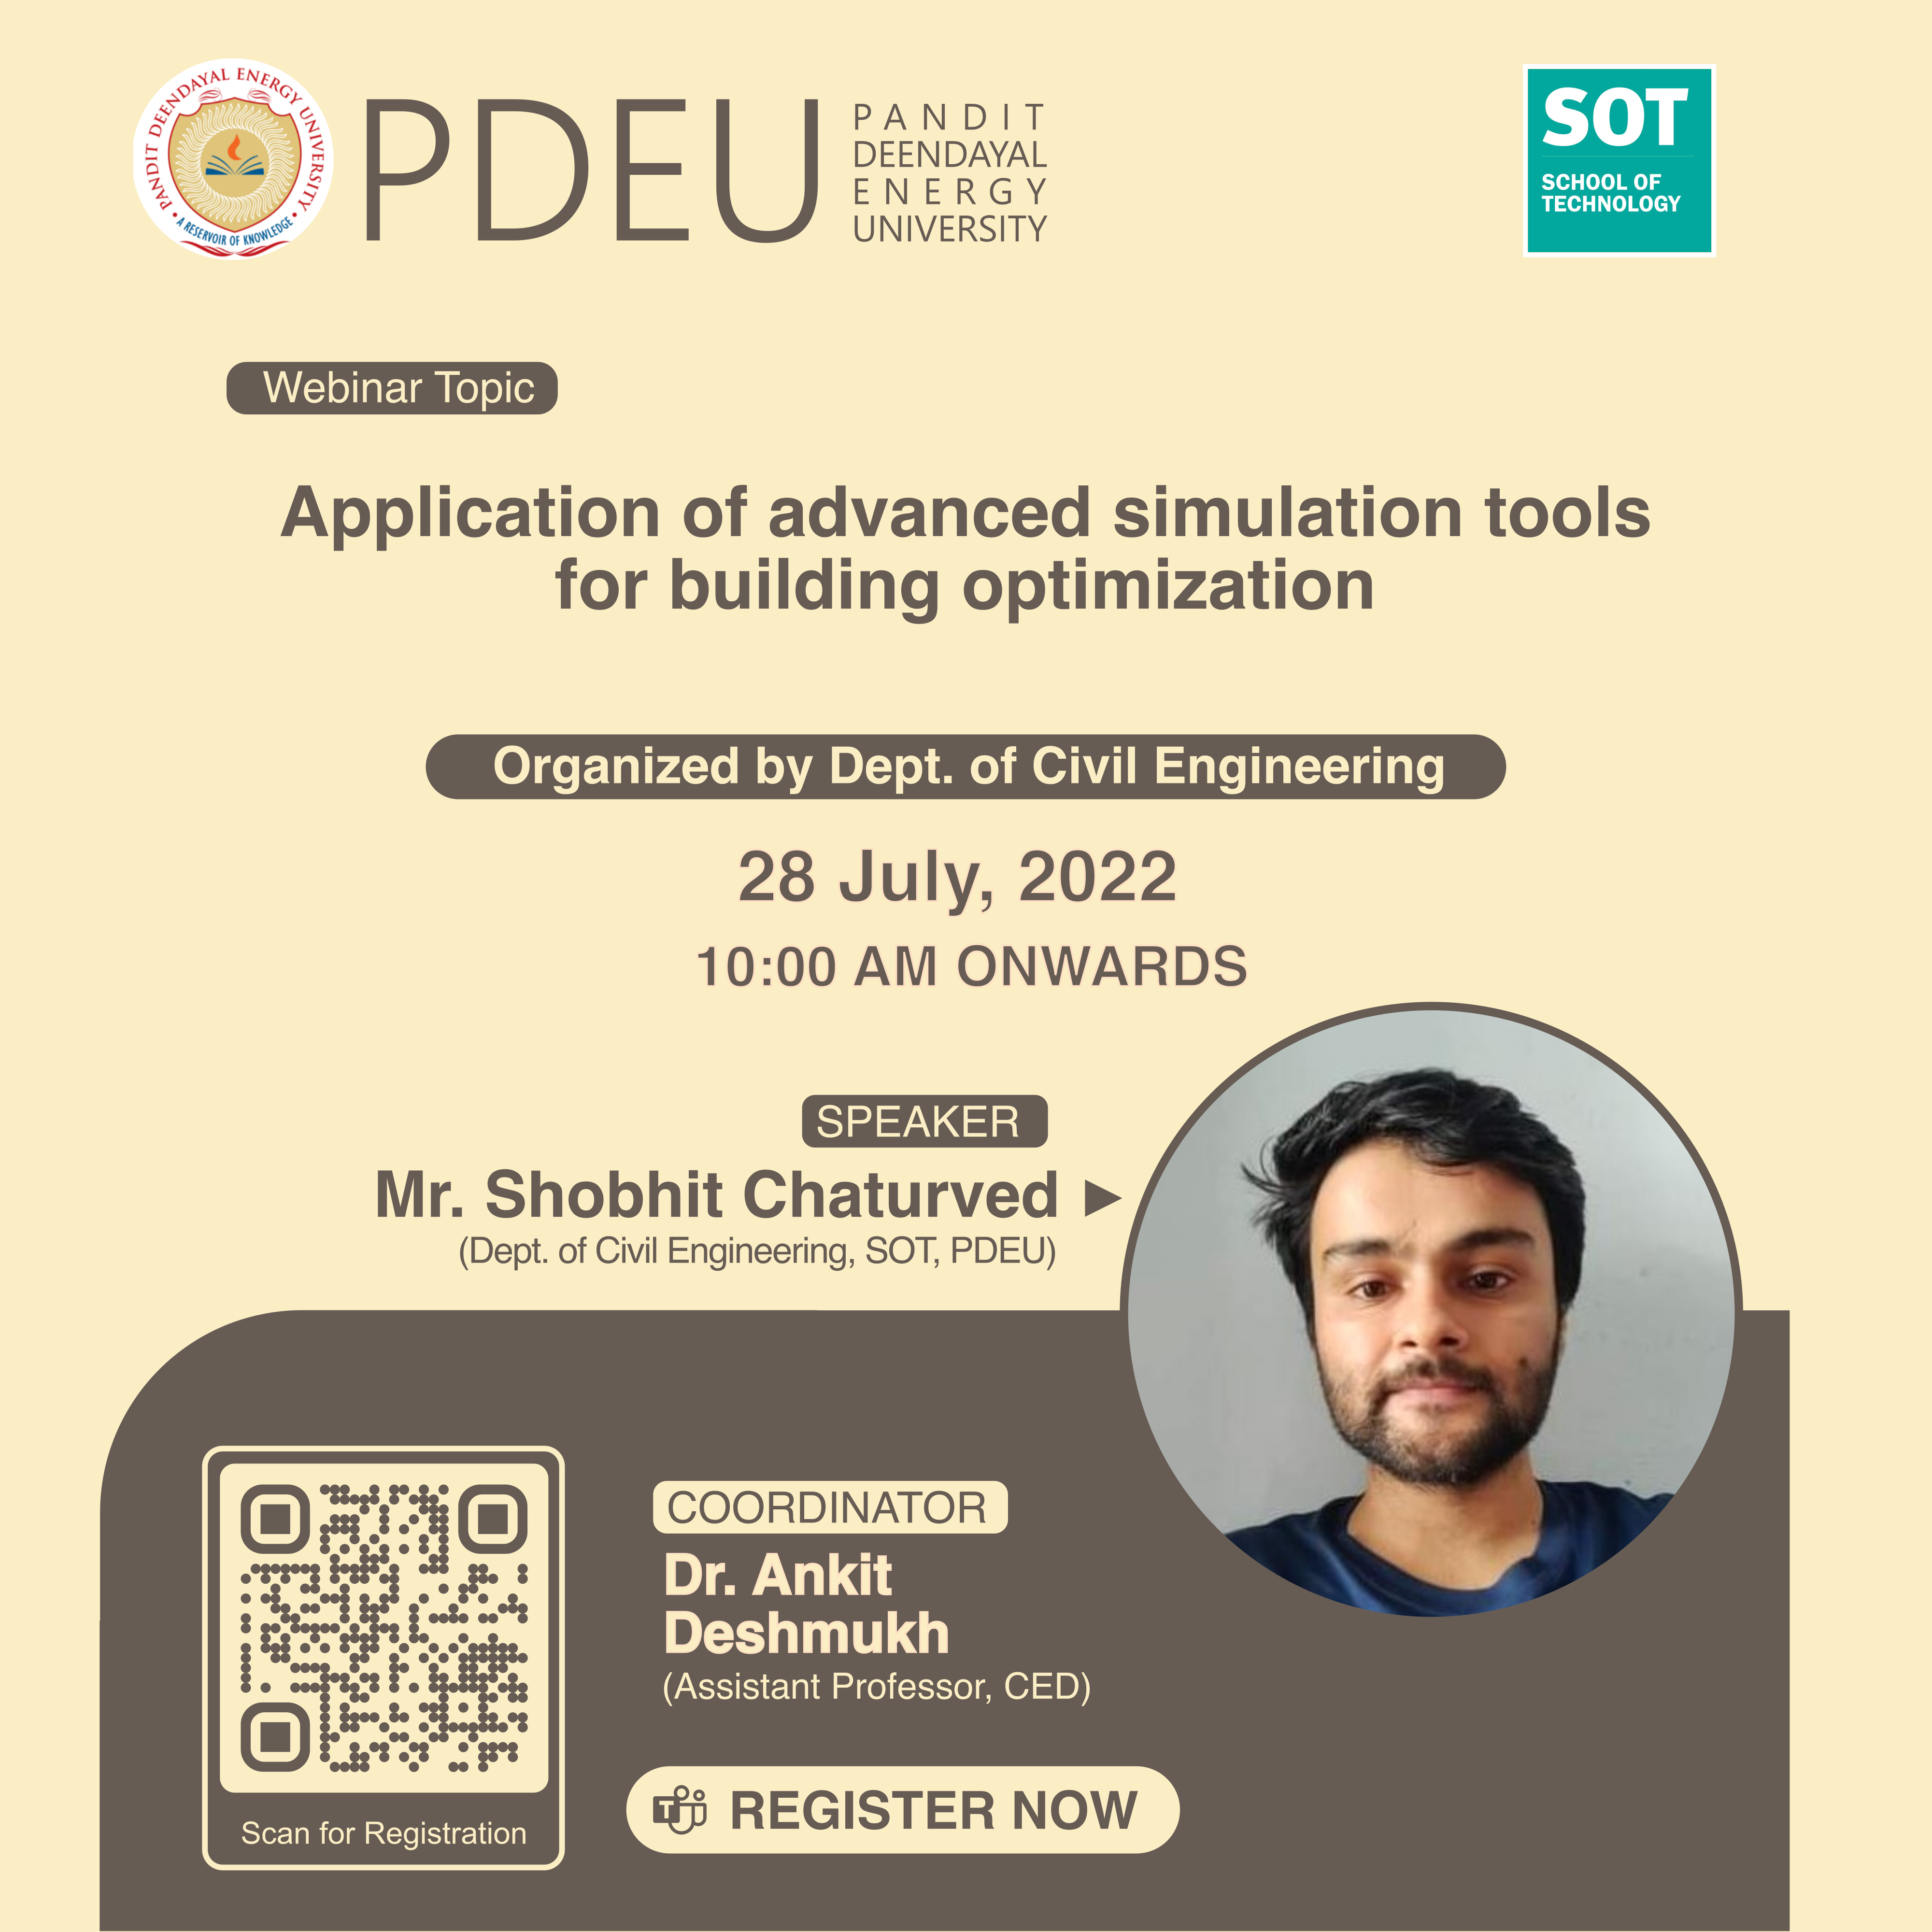 PANDIT DEENDAYAL ENERGY UNIVERSITY
• A RESERVOIR OF KNOWLEDGE •
PDEU
PANDIT
DEENDAYAL
ENERGY
UNIVERSITY
SOT
SCHOOL OF
TECHNOLOGY
Webinar Topic
Application of advanced simulation tools
for building optimization
Organized by Dept. of Civil Engineering
28 July, 2022
10:00 AM ONWARDS
SPEAKER
Mr. Shobhit Chaturved
(Dept. of Civil Engineering, SOT, PDEU)
COORDINATOR
Dr. Ankit
Deshmukh
(Assistant Professor, CED)
Scan for Registration
T REGISTER NOW